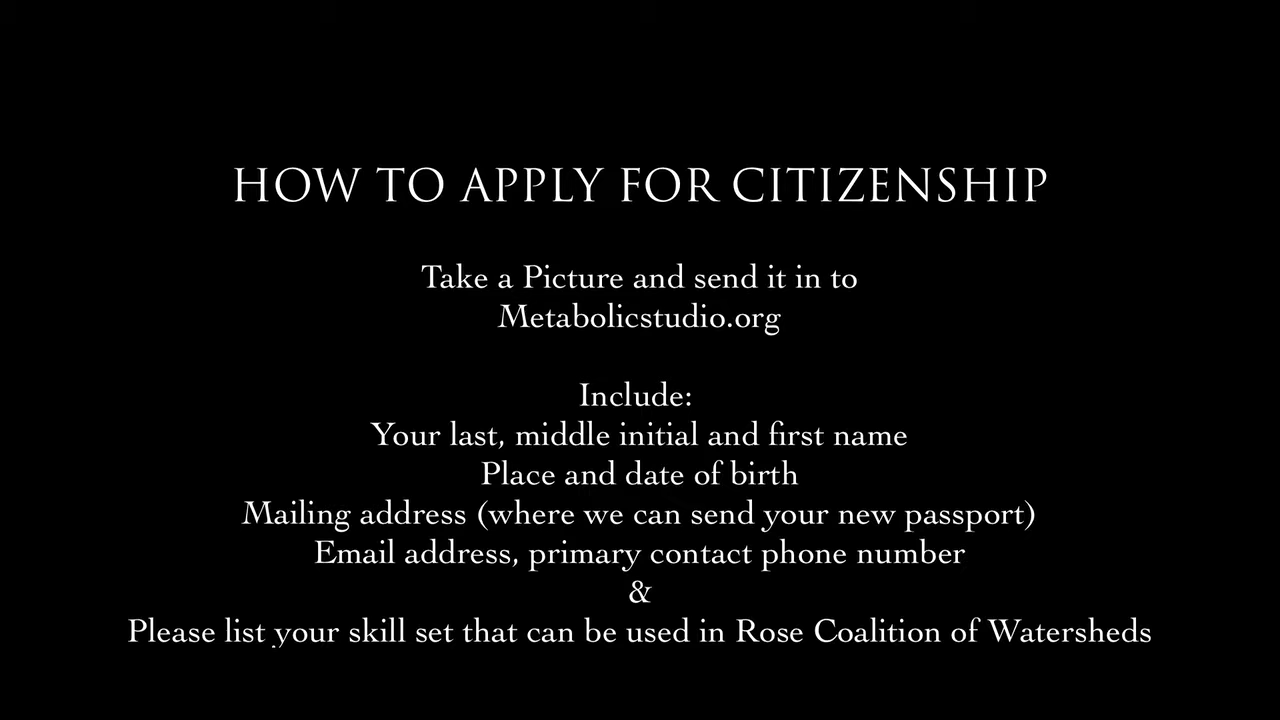 HOW TO APPLY FOR CITIZENSHIP
Take a Picture and send it in to
Metabolicstudio.org
Include:
Your last, middle initial and first name
Place and date of birth
Mailing address (where we can send your new passport)
Email address, primary contact phone number
&
Please list your skill set that can be used in Rose Coalition of Watersheds